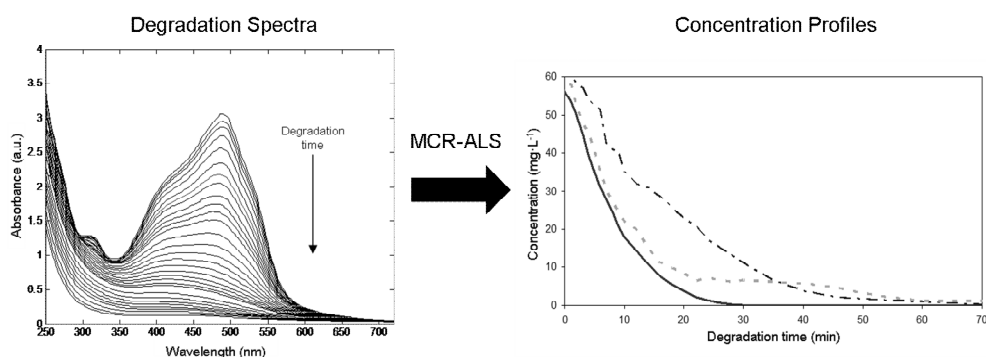 Degradation Spectra
4
3.5
3
2.5
2
1.5
1
0.5
0
250 300 350 400 450 500 550 600 650 700
Absorbance (a.u.)
Wavelength (nm)
Degradation
time
MCR-ALS
Concentration Profiles
60
50
40
30
20
10
0
0 10 20 30 40 50 60 70
Concentration (mg·L-1)
Degradation time (min)